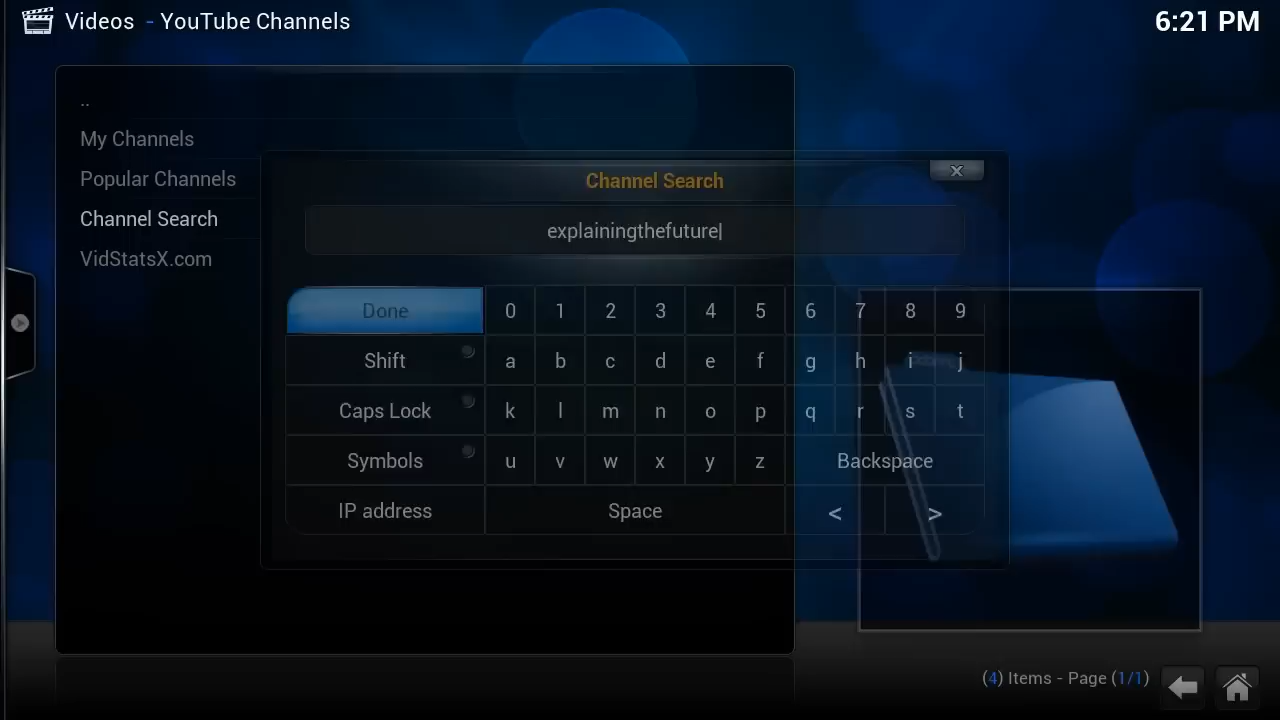 Videos - YouTube Channels
6:21 PM
..
My Channels
Popular Channels
Channel Search
VidStatsX.com
Channel Search
x
explainingthefuture
Done 0 1 2 3 4 5 6 7 8 9
Shift a b c d e f g h i j
Caps Lock k l m n o p q r s t
Symbols u v w x y z Backspace
IP address Space < >
(4) Items - Page (1/1)